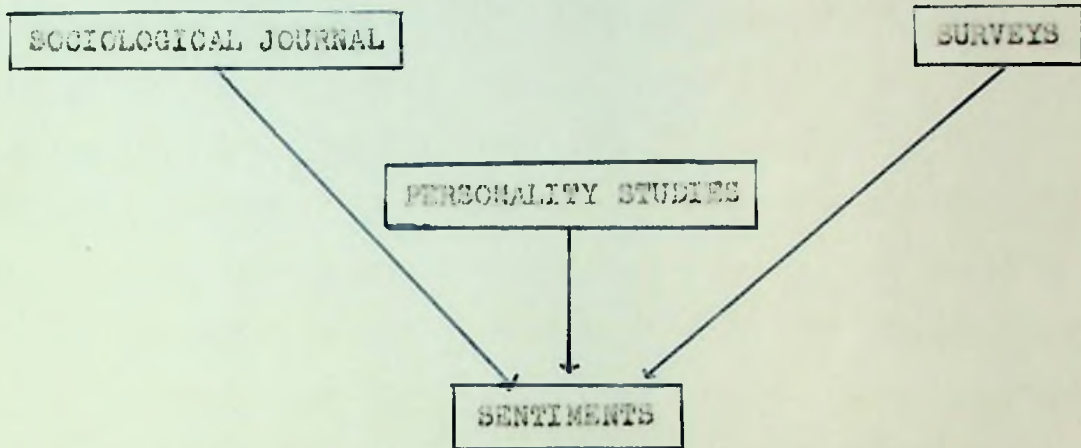 SOCIOLOGICAL JOURNAL
SURVEYS
PERSONALITY STUDIES
SENTIMENTS